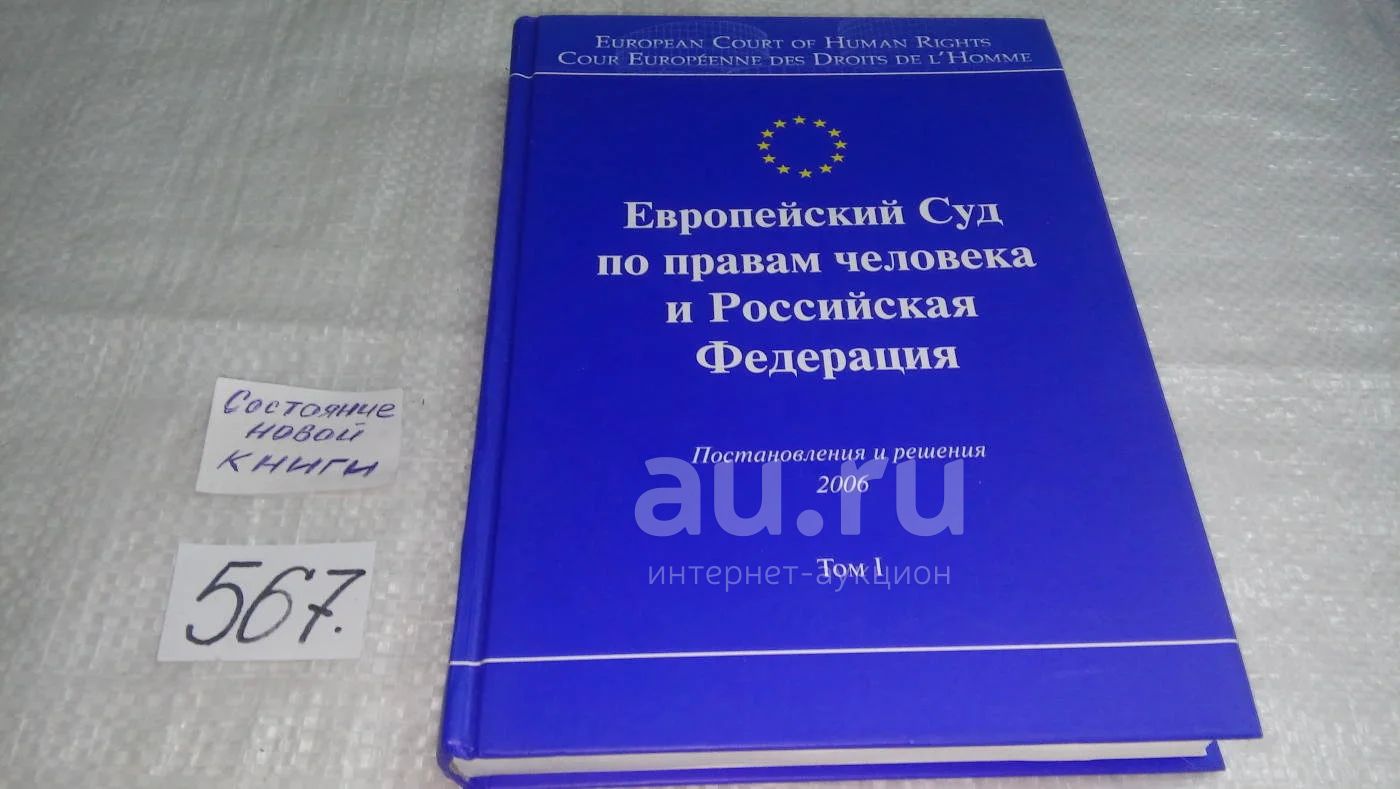 European Court of Human Rights
Cour Européenne des Droits de l'Homme
Европейский Суд
по правам человека
и Российская
Федерация
Постановления и решения
2006
Том I
au.ru
интернет-аукцион
Состояние
новой
книги
567.